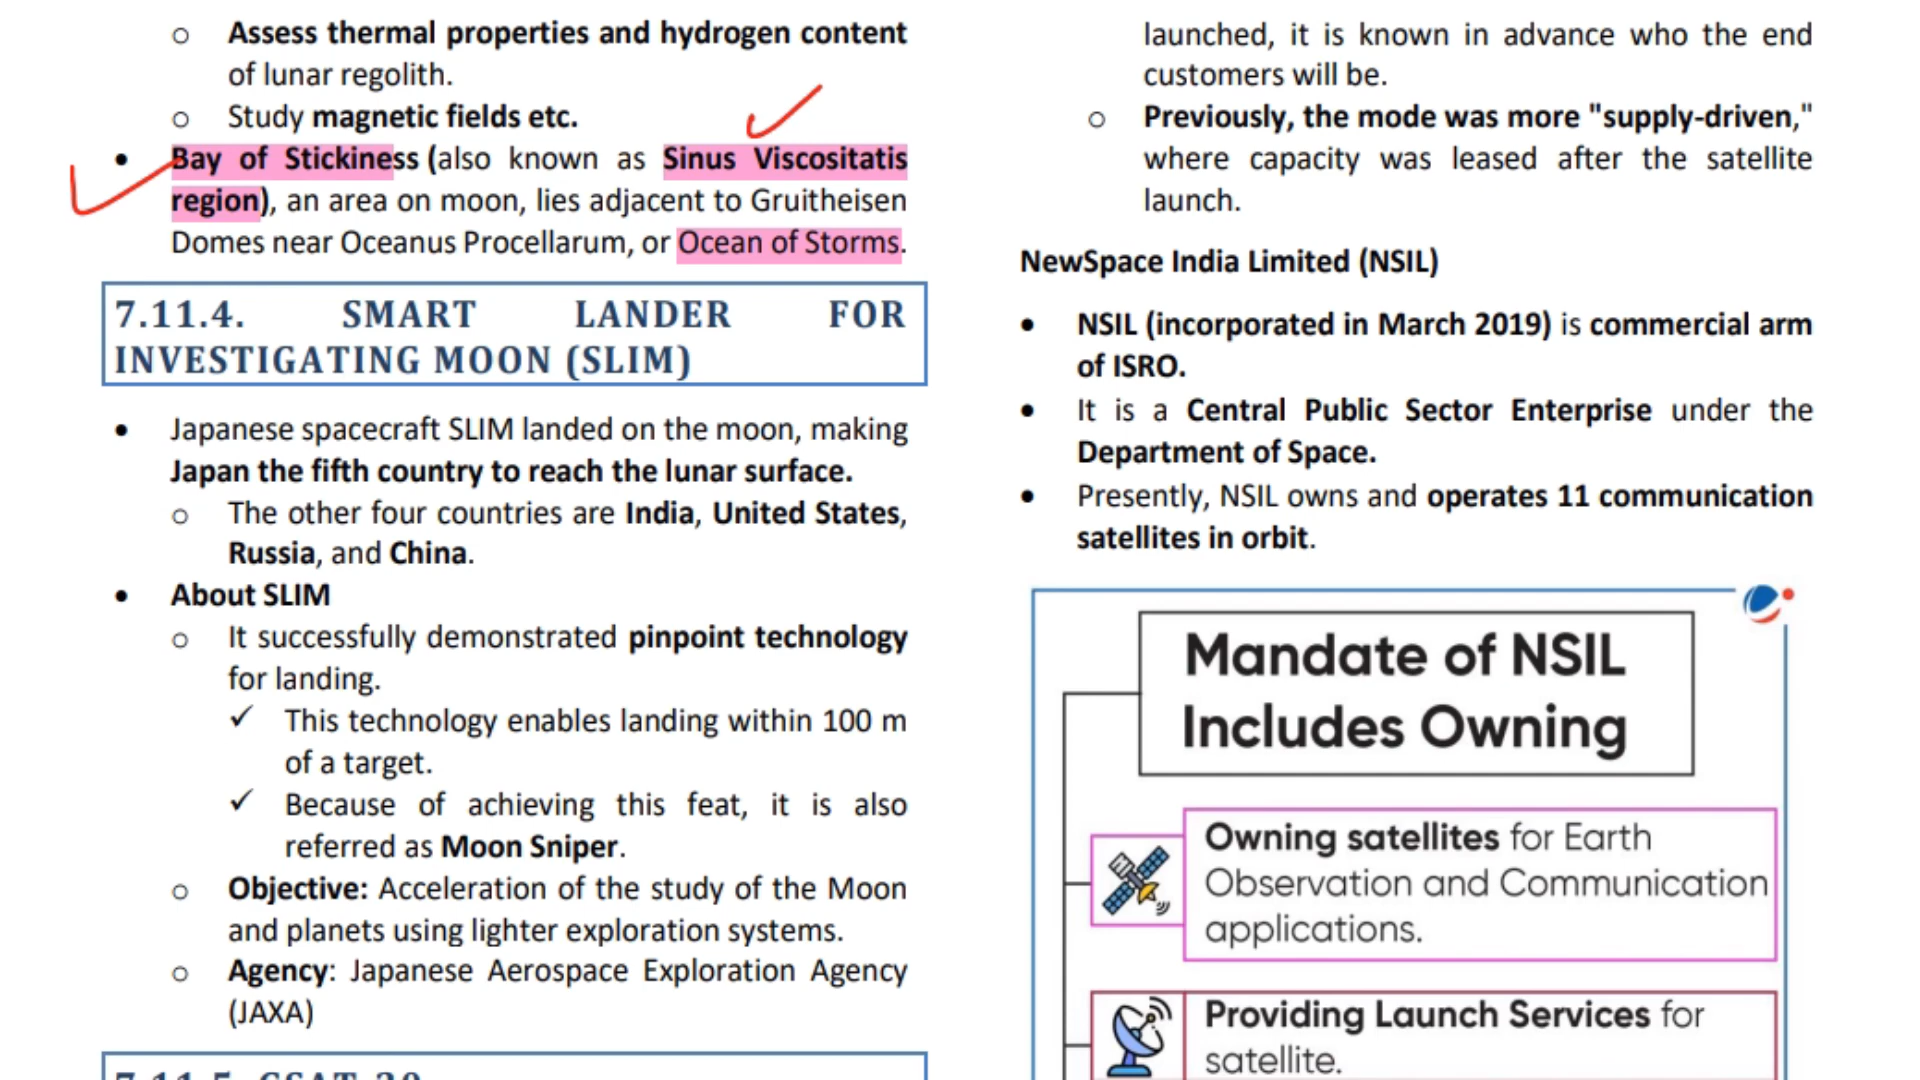 ○ Assess thermal properties and hydrogen content
of lunar regolith.
○ Study magnetic fields etc.
• Bay of Stickiness (also known as Sinus Viscositatis
region), an area on moon, lies adjacent to Gruitheisen
Domes near Oceanus Procellarum, or Ocean of Storms.
7.11.4. SMART LANDER FOR
INVESTIGATING MOON (SLIM)
• Japanese spacecraft SLIM landed on the moon, making
Japan the fifth country to reach the lunar surface.
○ The other four countries are India, United States,
Russia, and China.
• About SLIM
○ It successfully demonstrated pinpoint technology
for landing.
✓ This technology enables landing within 100 m
of a target.
✓ Because of achieving this feat, it is also
referred as Moon Sniper.
○ Objective: Acceleration of the study of the Moon
and planets using lighter exploration systems.
○ Agency: Japanese Aerospace Exploration Agency
(JAXA)
7.11.5. GSAT 20
launched, it is known in advance who the end
customers will be.
○ Previously, the mode was more "supply-driven,"
where capacity was leased after the satellite
launch.
NewSpace India Limited (NSIL)
• NSIL (incorporated in March 2019) is commercial arm
of ISRO.
• It is a Central Public Sector Enterprise under the
Department of Space.
• Presently, NSIL owns and operates 11 communication
satellites in orbit.
Mandate of NSIL
Includes Owning
Owning satellites for Earth
Observation and Communication
applications.
Providing Launch Services for
satellite.